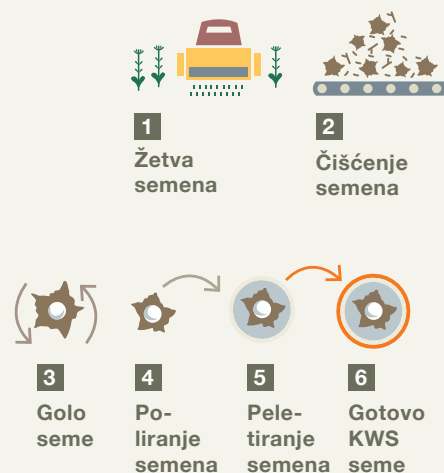 1
Žetva
semena
2
Čišćenje
semena
3
Golo
seme
4
Po-
liranje
semena
5
Pele-
tiranje
semena
6
Gotovo
KWS
seme